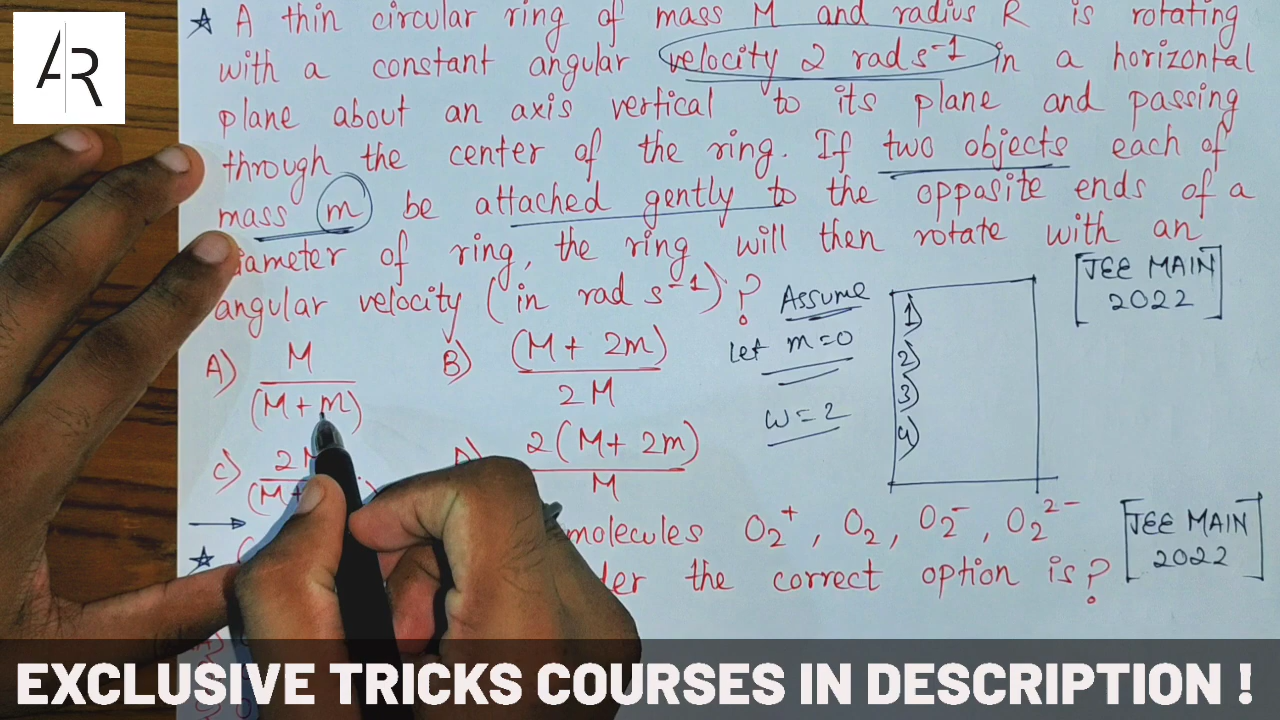 AR
A thin circular ring of mass M and radius R is rotating
with a constant angular velocity 2 rad s⁻¹ in a horizontal
plane about an axis vertical to its plane and passing
through the center of the ring. If two objects each of
mass m be attached gently to the opposite ends of a
diameter of ring, the ring will then rotate with an
angular velocity (in rad s⁻¹)?
[JEE MAIN 2022]
Assume
let m=0
ω=2
1)
2)
3)
4)
A) M/(M+m)
B) (M+2m)/2M
C)
2(M+2m)/M
molecules O₂⁺, O₂, O₂⁻, O₂²⁻
the correct option is?
[JEE MAIN 2022]
EXCLUSIVE TRICKS COURSES IN DESCRIPTION !